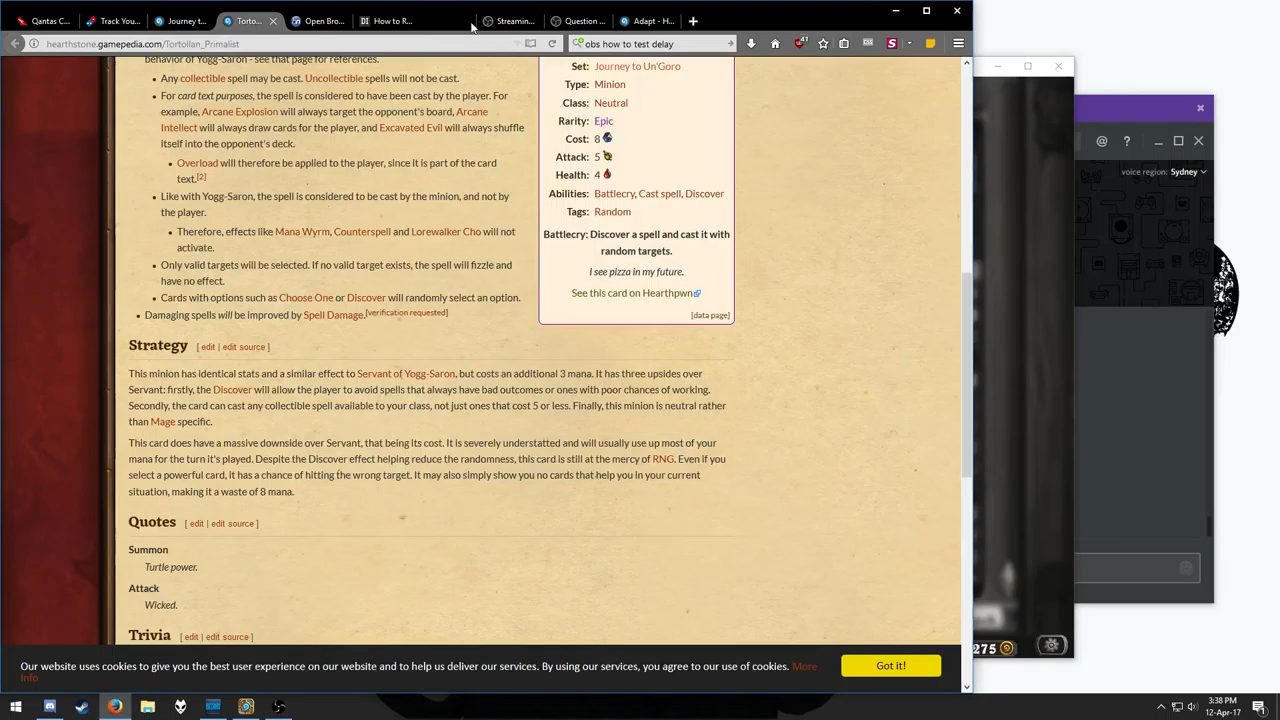 Qantas C...
Track You...
Journey t...
Torto...
Open Bro...
How to R...
Streamin...
Question ...
Adapt - H...
hearthstone.gamepedia.com/Tortollan_Primalist
obs how to test delay
41
css
behavior of Yogg-Saron - see that page for references.
Any collectible spell may be cast. Uncollectible spells will not be cast.
For card text purposes, the spell is considered to have been cast by the player. For
example, Arcane Explosion will always target the opponent's board, Arcane
Intellect will always draw cards for the player, and Excavated Evil will always shuffle
itself into the opponent's deck.
Overload will therefore be applied to the player, since it is part of the card
text.[2]
Like with Yogg-Saron, the spell is considered to be cast by the minion, and not by
the player.
Therefore, effects like Mana Wyrm, Counterspell and Lorewalker Cho will not
activate.
Only valid targets will be selected. If no valid target exists, the spell will fizzle and
have no effect.
Cards with options such as Choose One or Discover will randomly select an option.
Damaging spells will be improved by Spell Damage.[verification requested]
Set: Journey to Un'Goro
Type: Minion
Class: Neutral
Rarity: Epic
Cost: 8
Attack: 5
Health: 4
Abilities: Battlecry, Cast spell, Discover
Tags: Random
Battlecry: Discover a spell and cast it with
random targets.
I see pizza in my future.
See this card on Hearthpwn
[data page]
Strategy [ edit | edit source ]
This minion has identical stats and a similar effect to Servant of Yogg-Saron, but costs an additional 3 mana. It has three upsides over
Servant: firstly, the Discover will allow the player to avoid spells that always have bad outcomes or ones with poor chances of working.
Secondly, the card can cast any collectible spell available to your class, not just ones that cost 5 or less. Finally, this minion is neutral rather
than Mage specific.
This card does have a massive downside over Servant, that being its cost. It is severely understatted and will usually use up most of your
mana for the turn it's played. Despite the Discover effect helping reduce the randomness, this card is still at the mercy of RNG. Even if you
select a powerful card, it has a chance of hitting the wrong target. It may also simply show you no cards that help you in your current
situation, making it a waste of 8 mana.
Quotes [ edit | edit source ]
Summon
Turtle power.
Attack
Wicked.
Trivia [ edit | edit source ]
Our website uses cookies to give you the best user experience on our website and to help us deliver our services. By using our services, you agree to our use of cookies. More
Info
Got it!
voice region: Sydney
275
3:38 PM
12-Apr-17